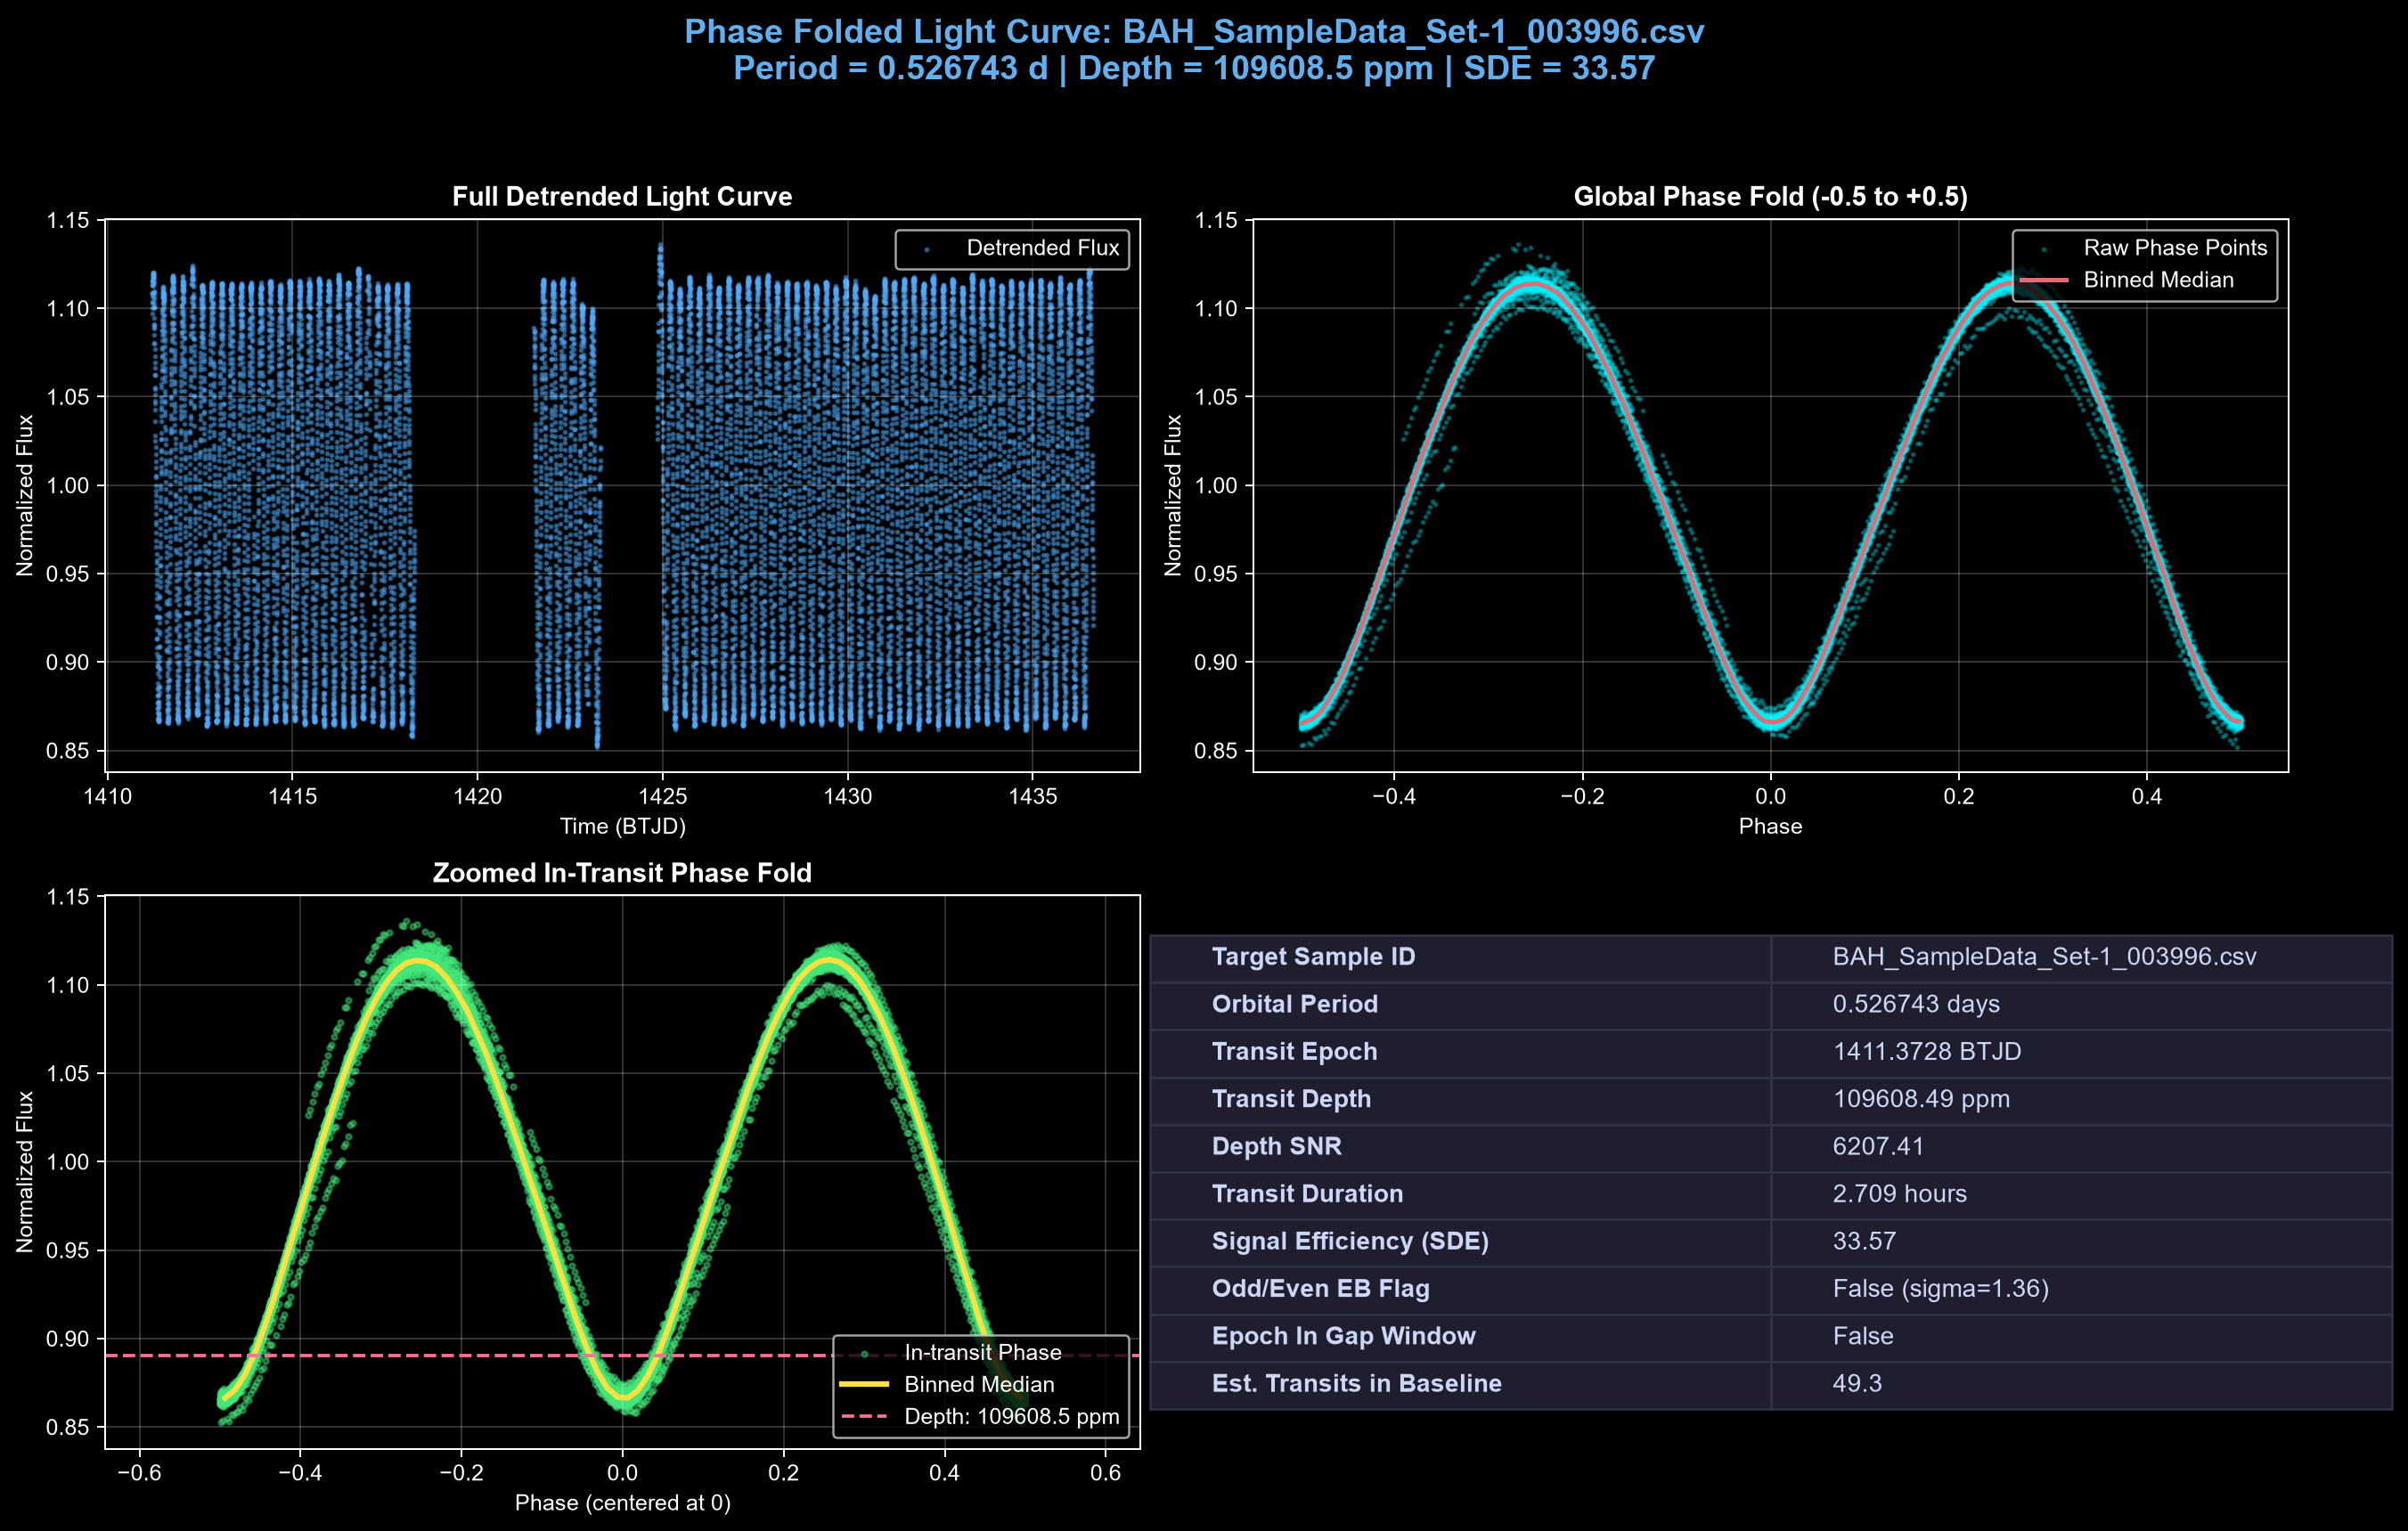 Phase Folded Light Curve: BAH_SampleData_Set-1_003996.csv
Period = 0.526743 d | Depth = 109608.5 ppm | SDE = 33.57
Full Detrended Light Curve
Normalized Flux
1.15
1.10
1.05
1.00
0.95
0.90
0.85
Detrended Flux
1410 1415 1420 1425 1430 1435
Time (BTJD)
Global Phase Fold (-0.5 to +0.5)
Normalized Flux
1.15
1.10
1.05
1.00
0.95
0.90
0.85
Raw Phase Points
Binned Median
−0.4 −0.2 0.0 0.2 0.4
Phase
Zoomed In-Transit Phase Fold
Normalized Flux
1.15
1.10
1.05
1.00
0.95
0.90
0.85
In-transit Phase
Binned Median
Depth: 109608.5 ppm
−0.6 −0.4 −0.2 0.0 0.2 0.4 0.6
Phase (centered at 0)
Target Sample ID BAH_SampleData_Set-1_003996.csv
Orbital Period 0.526743 days
Transit Epoch 1411.3728 BTJD
Transit Depth 109608.49 ppm
Depth SNR 6207.41
Transit Duration 2.709 hours
Signal Efficiency (SDE) 33.57
Odd/Even EB Flag False (sigma=1.36)
Epoch In Gap Window False
Est. Transits in Baseline 49.3